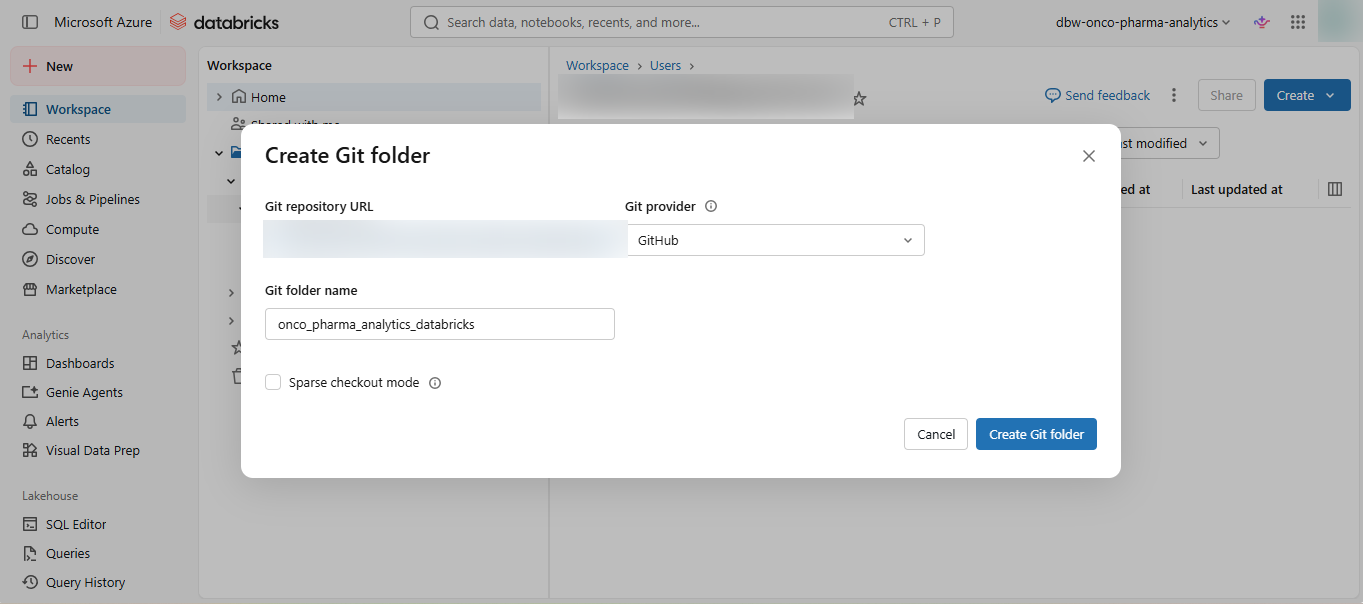 Microsoft Azure databricks Search data, notebooks, recents, and more... CTRL + P dbw-onco-pharma-analytics
New
Workspace
Recents
Catalog
Jobs & Pipelines
Compute
Discover
Marketplace
Analytics
Dashboards
Genie Agents
Alerts
Visual Data Prep
Lakehouse
SQL Editor
Queries
Query History
Workspace
Home
Shared with me
Workspace > Users >
Send feedback
Share
Create
modified
Last updated at
Create Git folder
Git repository URL
Git provider
GitHub
Git folder name
onco_pharma_analytics_databricks
Sparse checkout mode
Cancel
Create Git folder